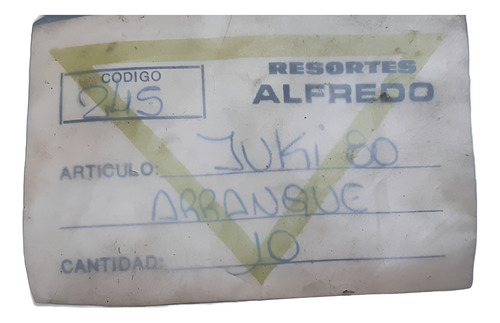 CODIGO
245
RESORTES
ALFREDO
ARTICULO: JUKI 80
ARRANQUE
CANTIDAD: 10